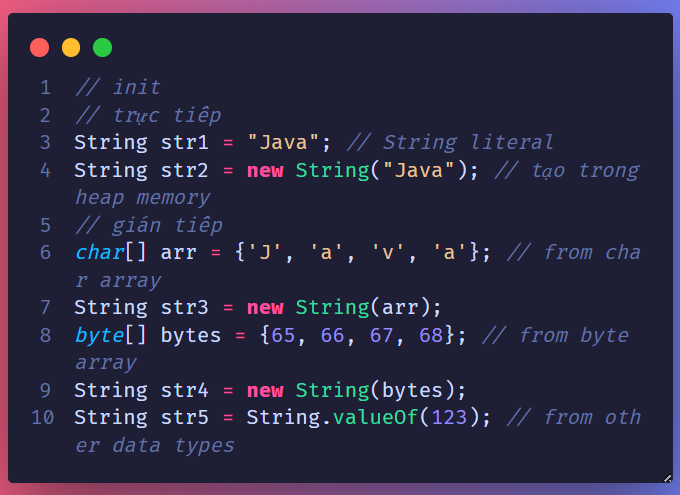 1 // init
2 // trực tiếp
3 String str1 = "Java"; // String literal
4 String str2 = new String("Java"); // tạo trong
heap memory
5 // gián tiếp
6 char[] arr = {'J', 'a', 'v', 'a'}; // from cha
r array
7 String str3 = new String(arr);
8 byte[] bytes = {65, 66, 67, 68}; // from byte
array
9 String str4 = new String(bytes);
10 String str5 = String.valueOf(123); // from oth
er data types